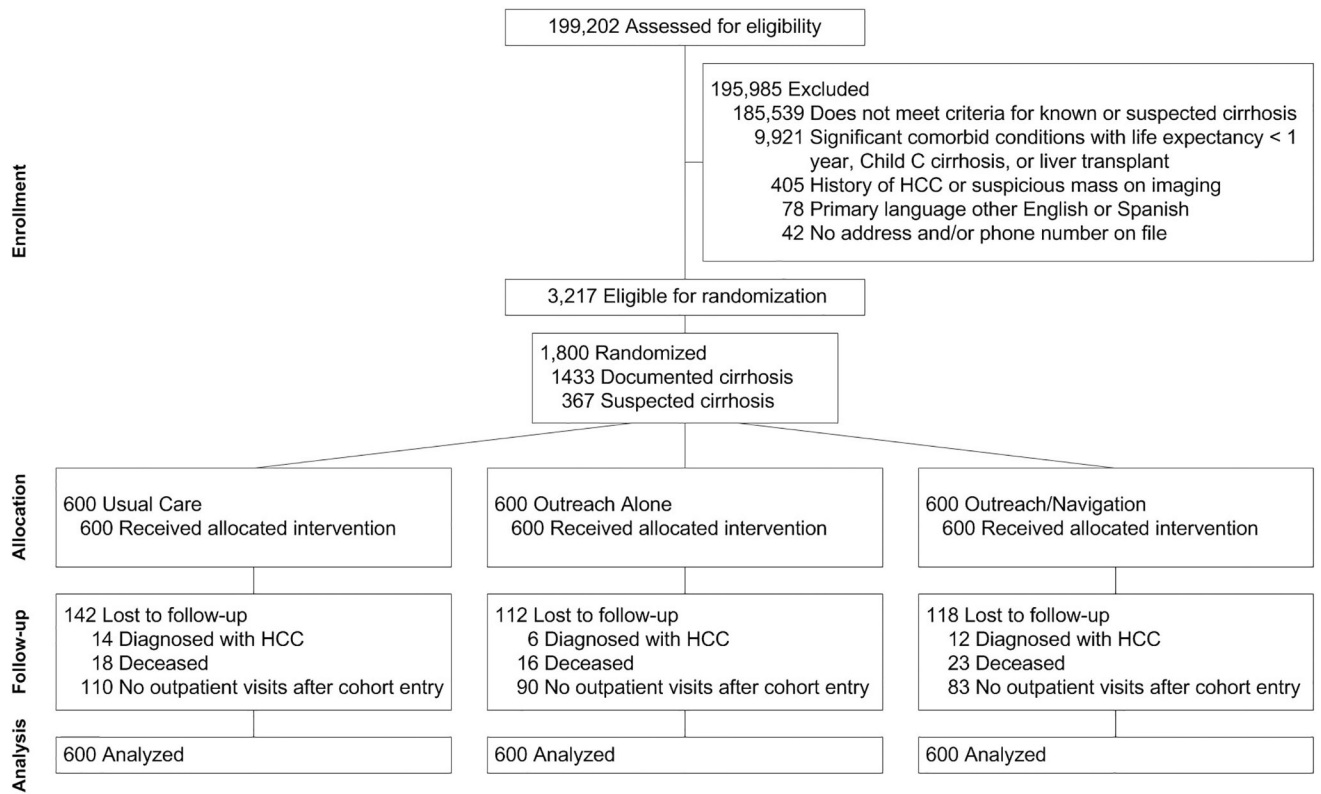 199,202 Assessed for eligibility
195,985 Excluded
185,539 Does not meet criteria for known or suspected cirrhosis
9,921 Significant comorbid conditions with life expectancy < 1
year, Child C cirrhosis, or liver transplant
405 History of HCC or suspicious mass on imaging
78 Primary language other English or Spanish
42 No address and/or phone number on file
Enrollment
3,217 Eligible for randomization
1,800 Randomized
1433 Documented cirrhosis
367 Suspected cirrhosis
Allocation
600 Usual Care
600 Received allocated intervention
600 Outreach Alone
600 Received allocated intervention
600 Outreach/Navigation
600 Received allocated intervention
Follow-up
142 Lost to follow-up
14 Diagnosed with HCC
18 Deceased
110 No outpatient visits after cohort entry
112 Lost to follow-up
6 Diagnosed with HCC
16 Deceased
90 No outpatient visits after cohort entry
118 Lost to follow-up
12 Diagnosed with HCC
23 Deceased
83 No outpatient visits after cohort entry
Analysis
600 Analyzed
600 Analyzed
600 Analyzed